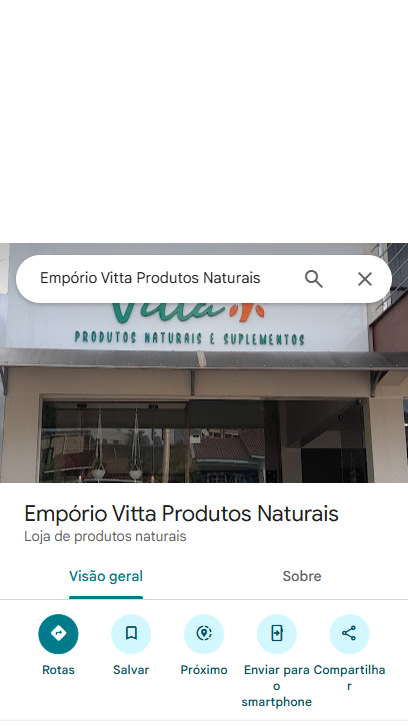 Empório Vitta Produtos Naturais
Vitta
PRODUTOS NATURAIS E SUPLEMENTOS
Empório Vitta Produtos Naturais
Loja de produtos naturais
Visão geral
Sobre
Rotas
Salvar
Próximo
Enviar para
o
smartphone
Compartilha
r